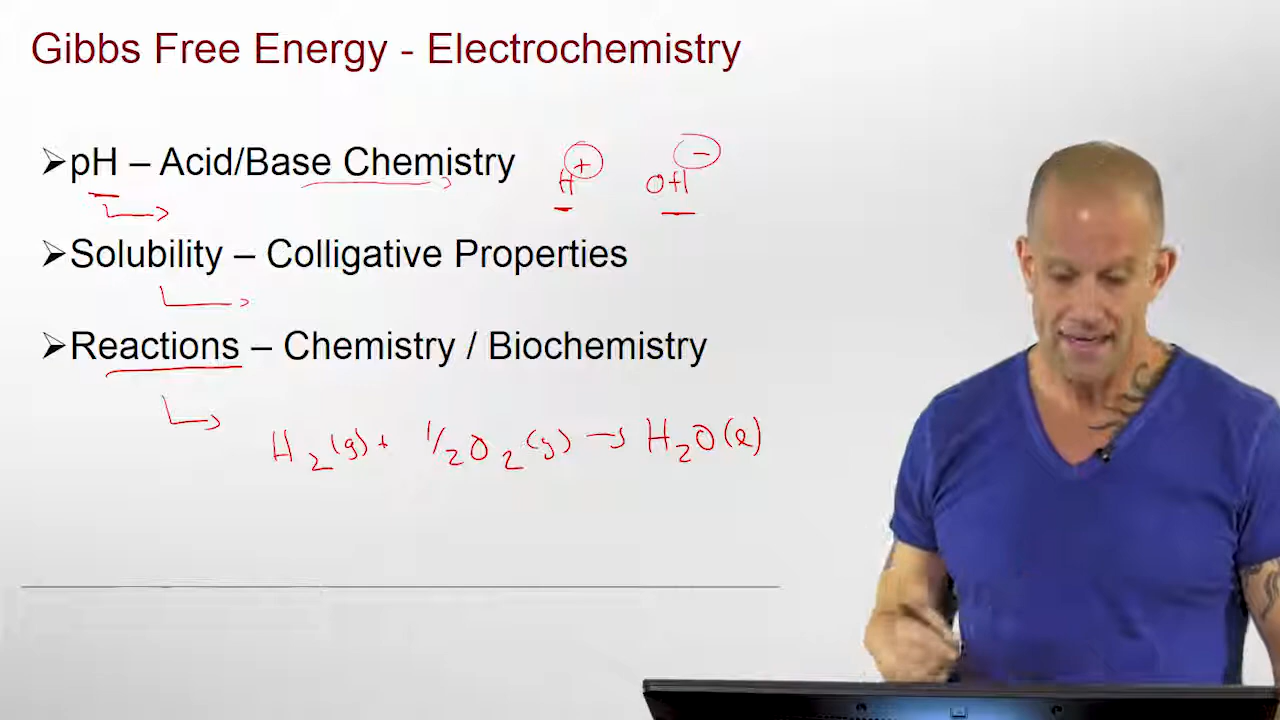 Gibbs Free Energy - Electrochemistry
➢pH – Acid/Base Chemistry H⁺ OH⁻
➢Solubility – Colligative Properties
➢Reactions – Chemistry / Biochemistry
H₂(g) + 1/2 O₂(g) → H₂O(l)